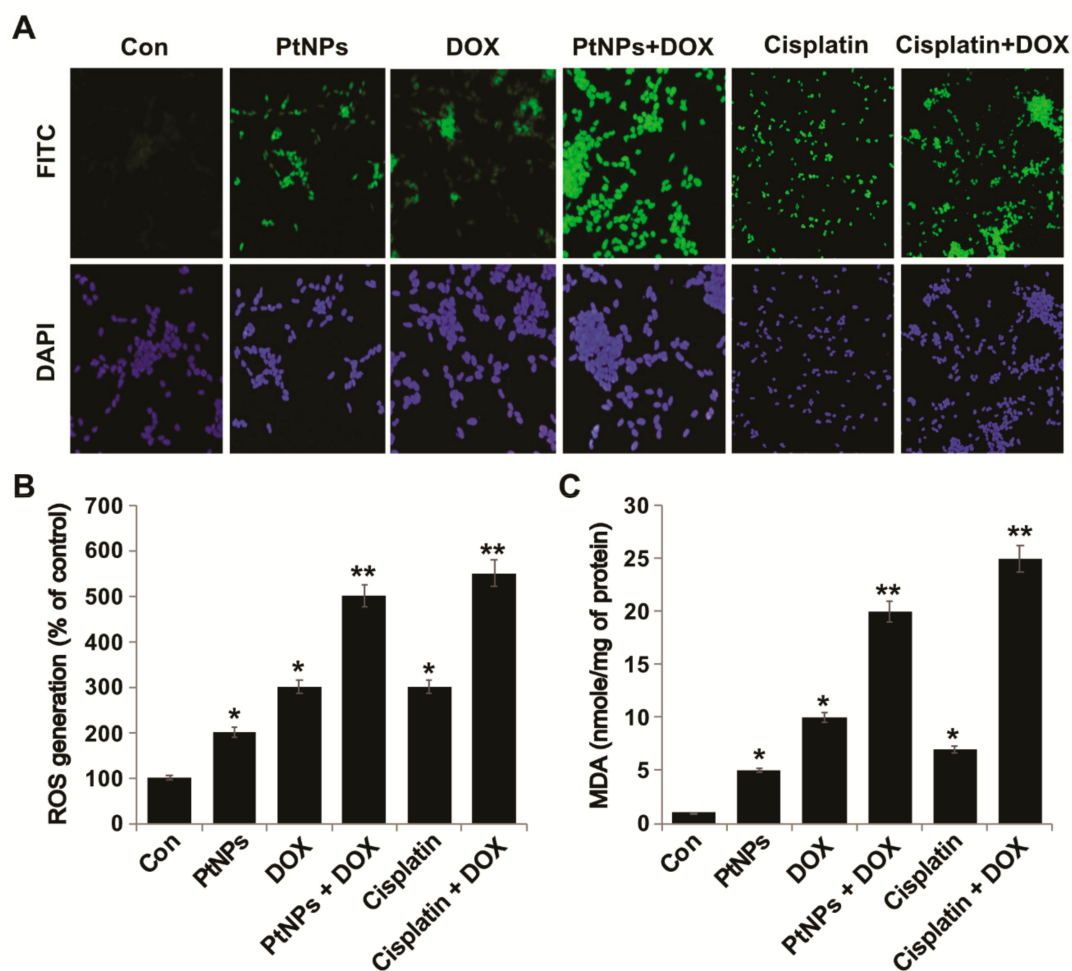 A
Con PtNPs DOX PtNPs+DOX Cisplatin Cisplatin+DOX
FITC
DAPI
B
ROS generation (% of control)
700
600
500
400
300
200
100
0
*
*
**
*
**
Con
PtNPs
DOX
PtNPs + DOX
Cisplatin
Cisplatin + DOX
C
MDA (nmole/mg of protein)
30
25
20
15
10
5
0
*
*
**
*
**
Con
PtNPs
DOX
PtNPs + DOX
Cisplatin
Cisplatin + DOX